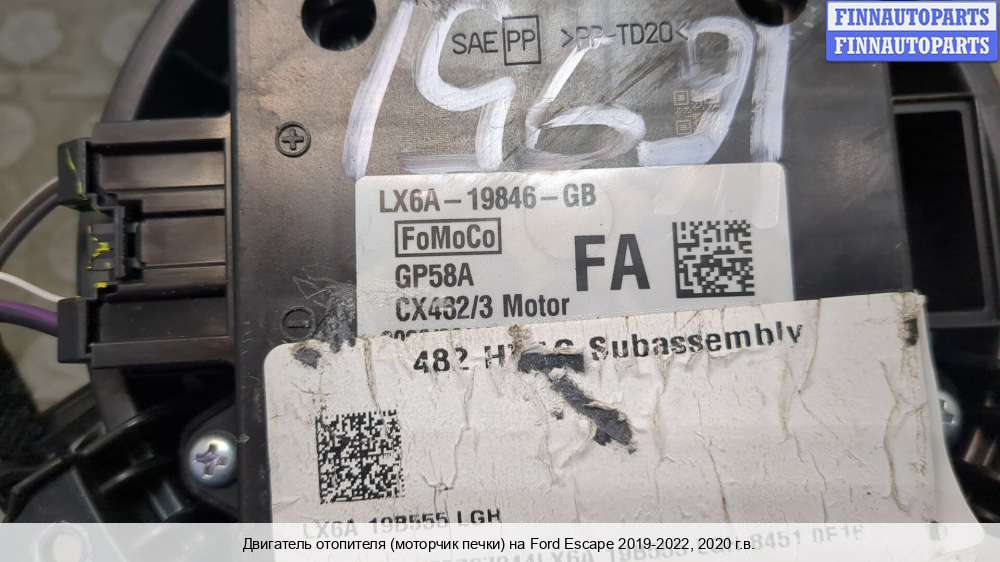 FINNAUTOPARTS
FINNAUTOPARTS
SAE PP >PP-TD20<
LX6A-19846-GB
FoMoCo
FA
GP58A
CX482/3 Motor
482 Subassembly
LX6A 19B555 LGH
Двигатель отопителя (моторчик печки) на Ford Escape 2019-2022, 2020 г.в.